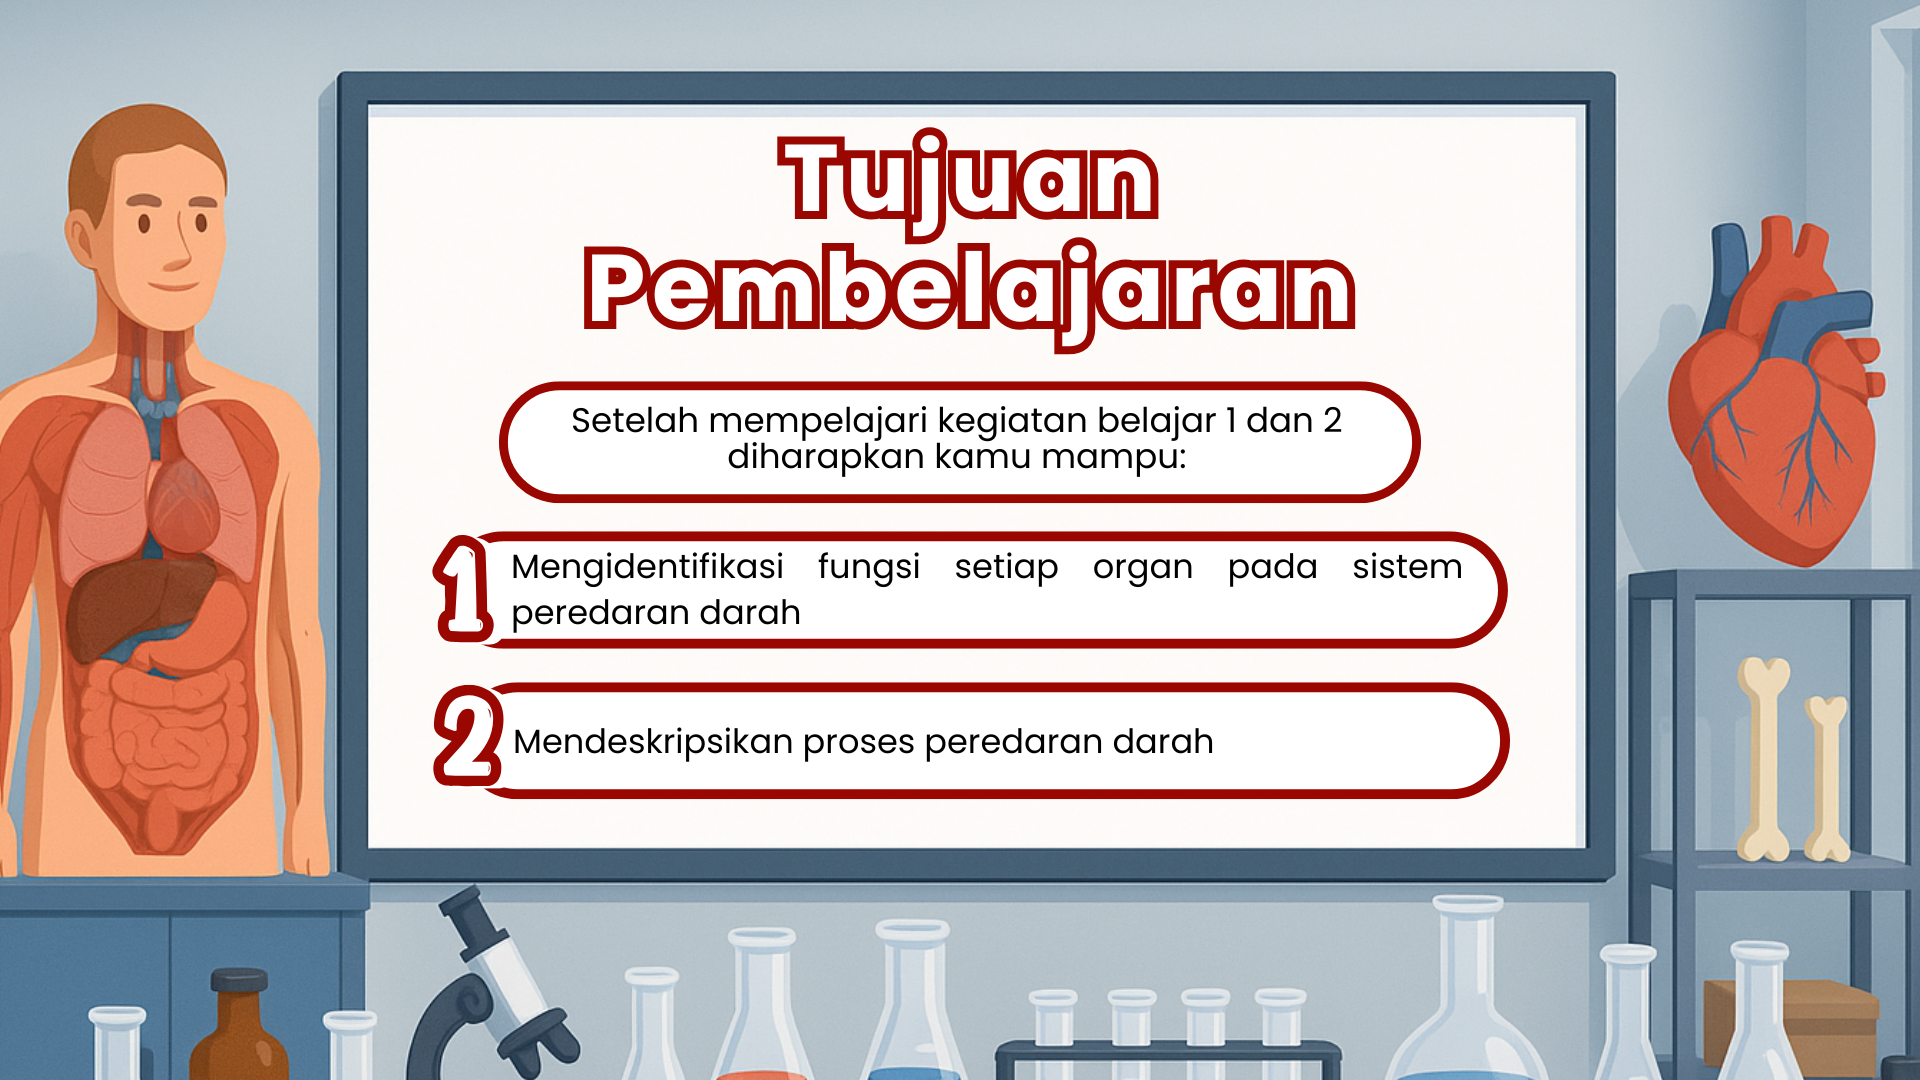 Tujuan
Pembelajaran
Setelah mempelajari kegiatan belajar 1 dan 2
diharapkan kamu mampu:
1 Mengidentifikasi fungsi setiap organ pada sistem
peredaran darah
2 Mendeskripsikan proses peredaran darah